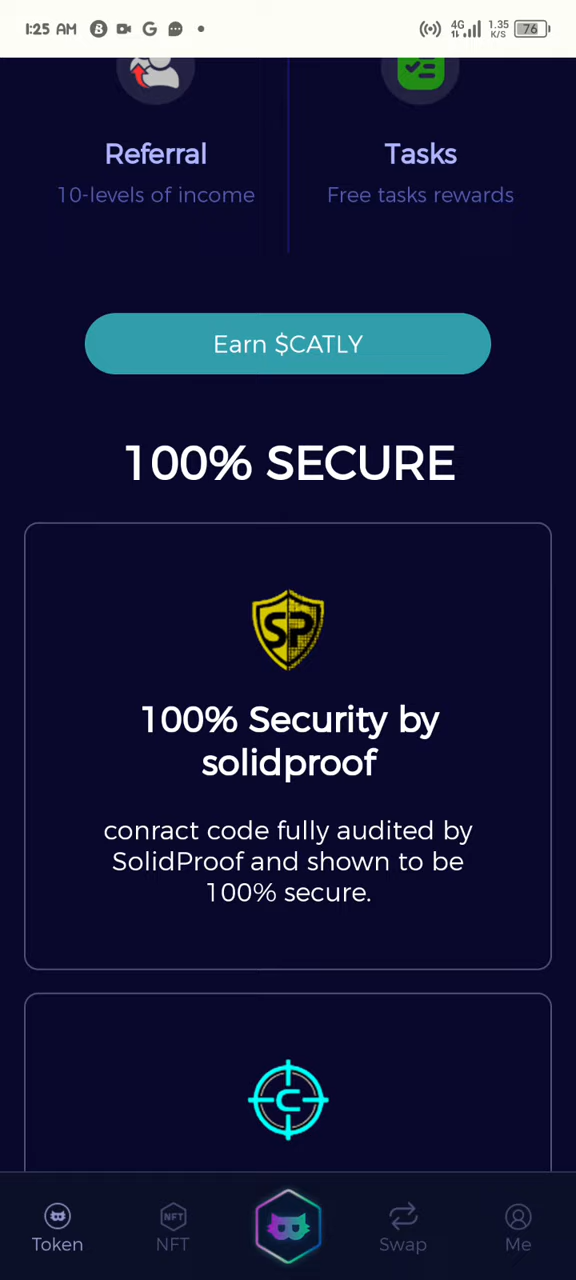 1:25 AM B G 4G 1.35 K/S 76
Referral
Tasks
10-levels of income
Free tasks rewards
Earn $CATLY
100% SECURE
SP
100% Security by
solidproof
conract code fully audited by
SolidProof and shown to be
100% secure.
C
NFT
Token
NFT
Swap
Me